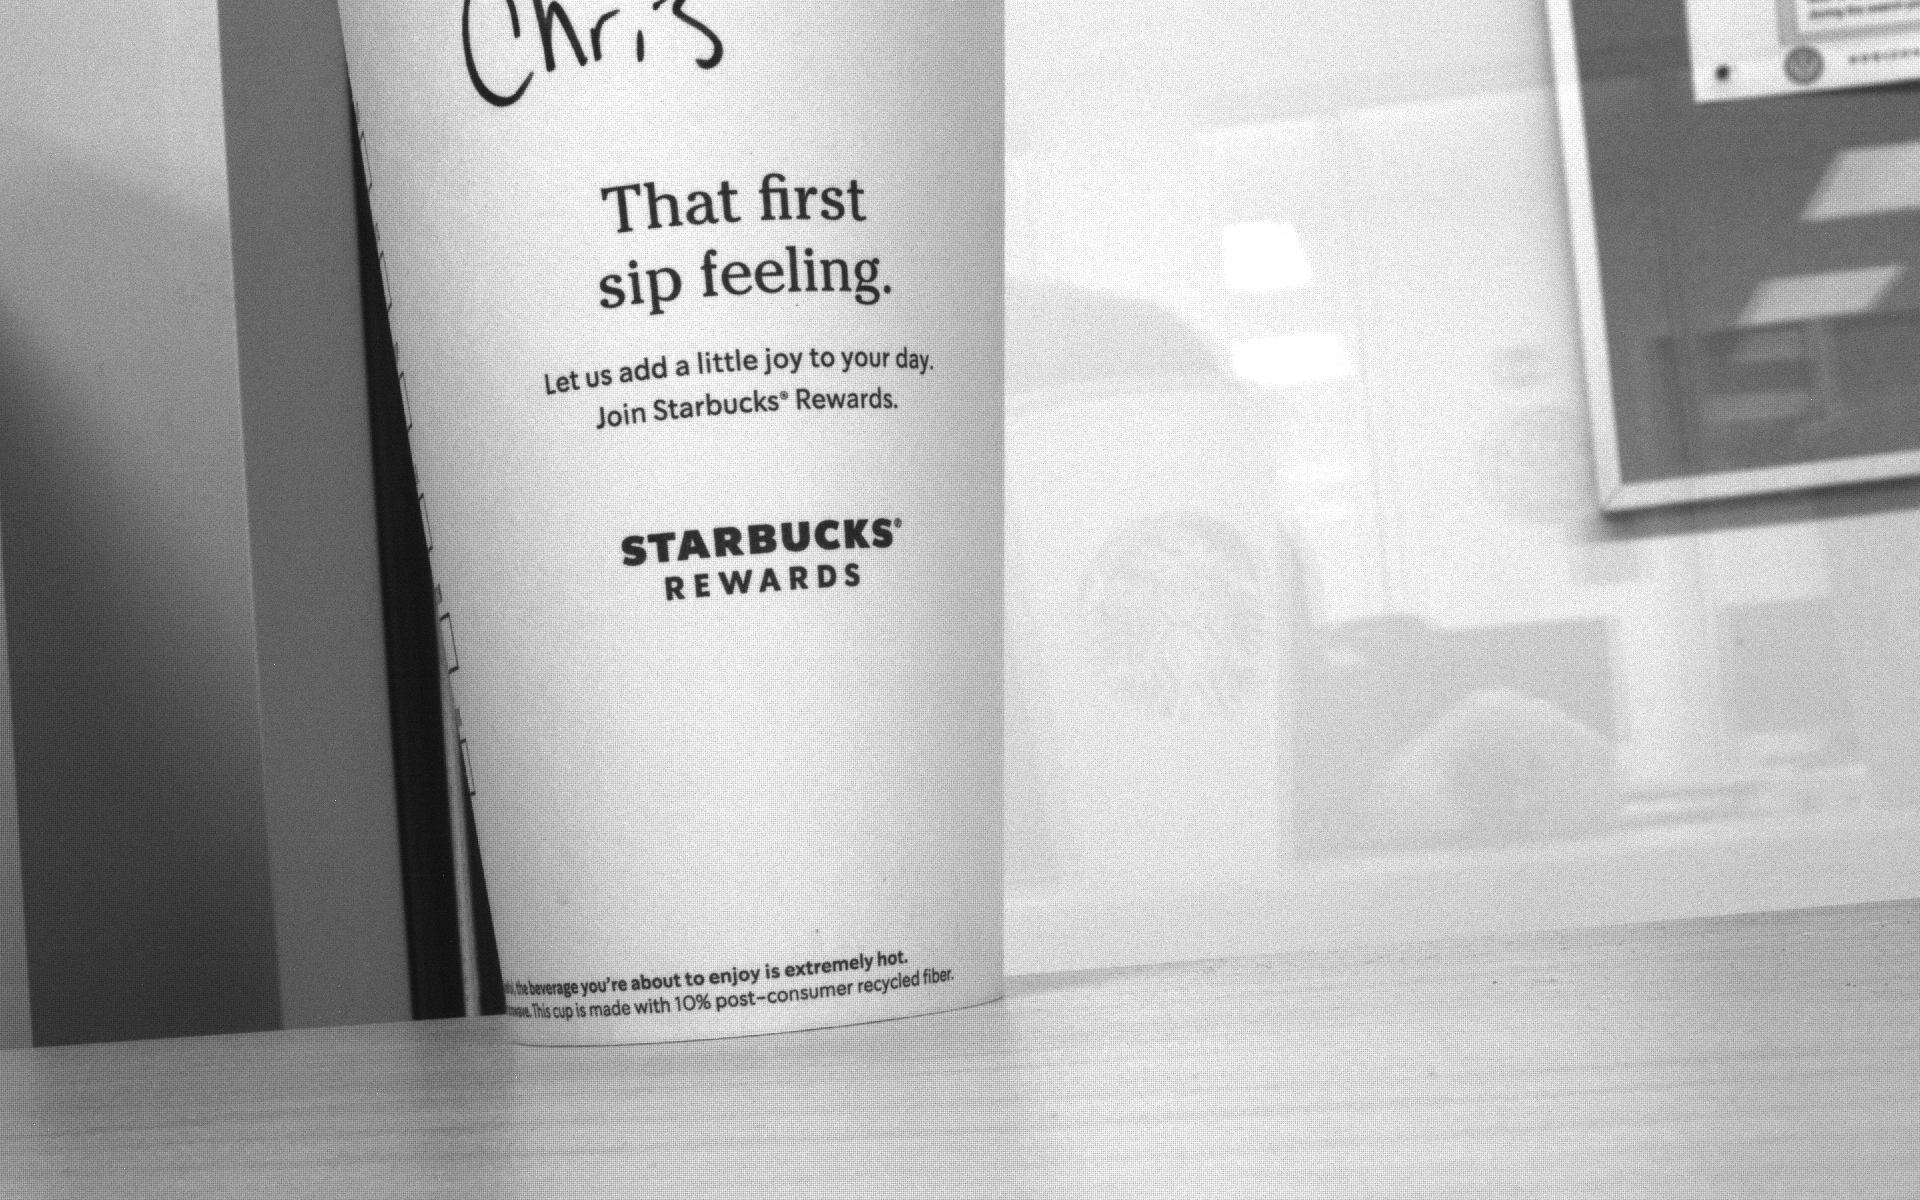 Chris
That first
sip feeling.
Let us add a little joy to your day.
Join Starbucks® Rewards.
STARBUCKS®
REWARDS
the beverage you're about to enjoy is extremely hot.
This cup is made with 10% post-consumer recycled fiber.